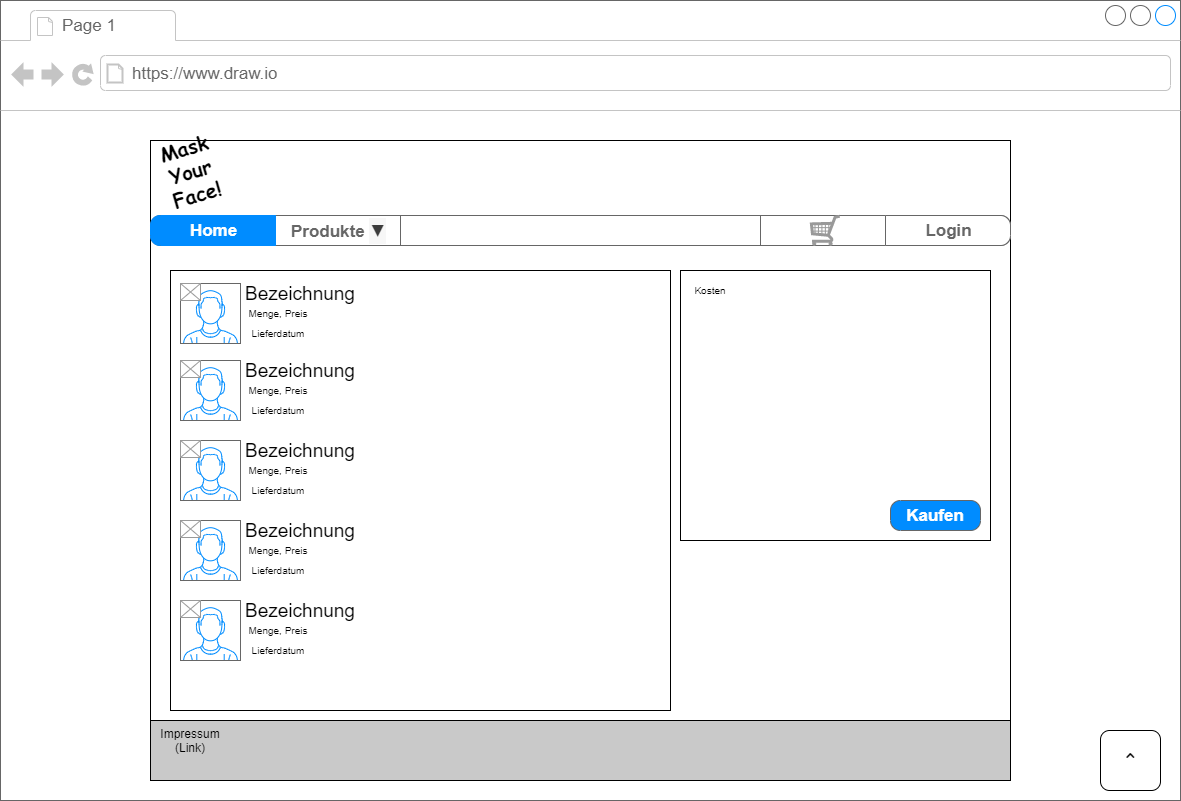 Page 1
https://www.draw.io
Mask
Your
Face!
Home
Produkte ▼
Login
Bezeichnung
Menge, Preis
Lieferdatum
Bezeichnung
Menge, Preis
Lieferdatum
Bezeichnung
Menge, Preis
Lieferdatum
Bezeichnung
Menge, Preis
Lieferdatum
Bezeichnung
Menge, Preis
Lieferdatum
Kosten
Kaufen
Impressum
(Link)